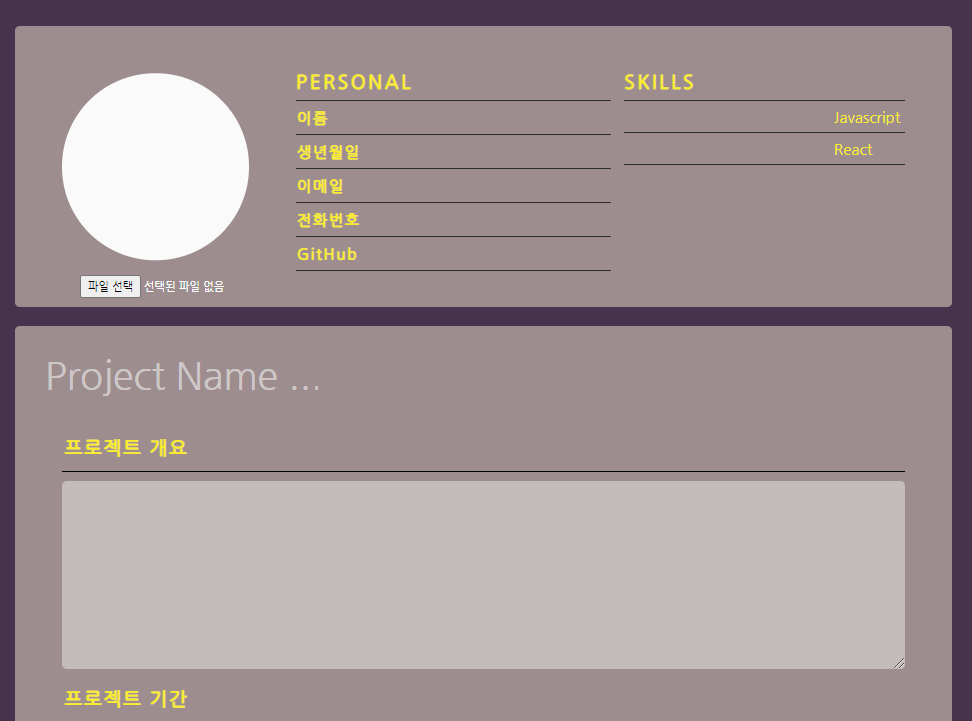 PERSONAL
이름
생년월일
이메일
전화번호
GitHub
SKILLS
Javascript
React
파일 선택 선택된 파일 없음
Project Name ...
프로젝트 개요
프로젝트 기간